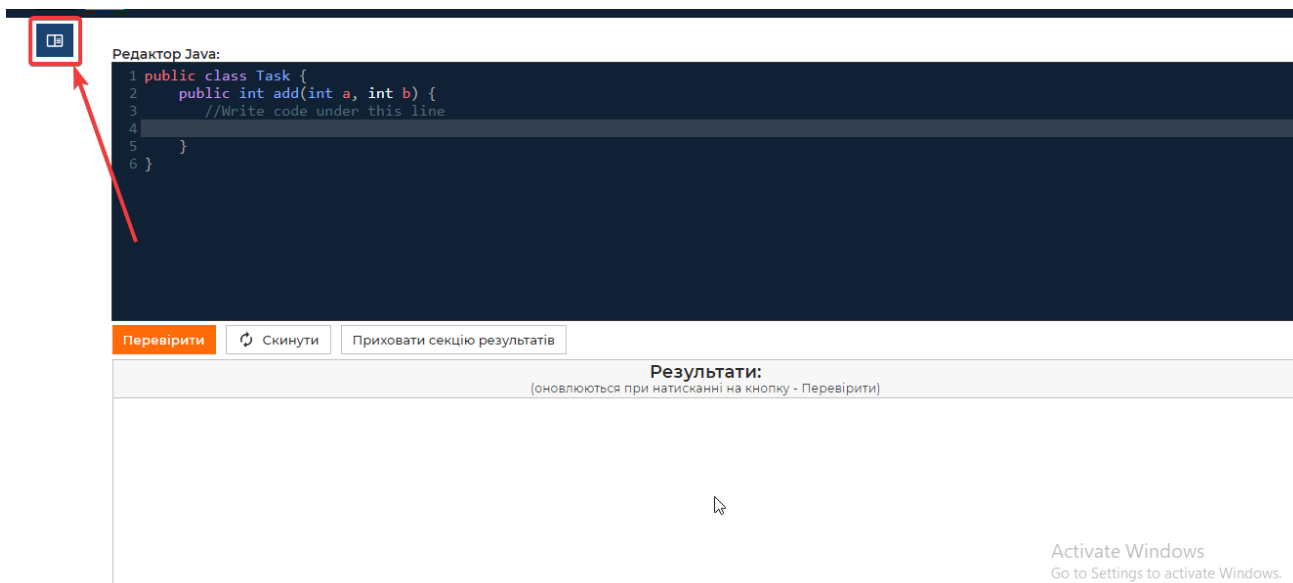 Редактор Java:
1 public class Task {
2 public int add(int a, int b) {
3 //Write code under this line
4
5 }
6 }
Перевірити Скинути Приховати секцію результатів
Результати:
(оновлюються при натисканні на кнопку - Перевірити)
Activate Windows
Go to Settings to activate Windows.